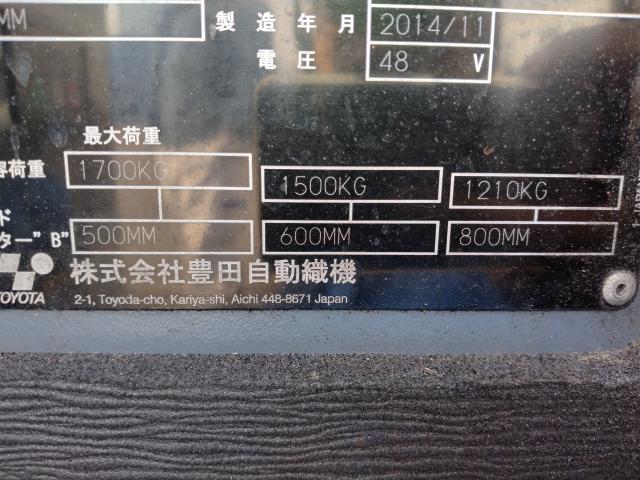 MM
製造年月 2014/11
電圧 48 V
最大荷重
容荷重 1700KG 1500KG 1210KG
ド
ター"B" 500MM 600MM 800MM
TOYOTA
株式会社豊田自動織機
2-1, Toyoda-cho, Kariya-shi, Aichi 448-8671 Japan